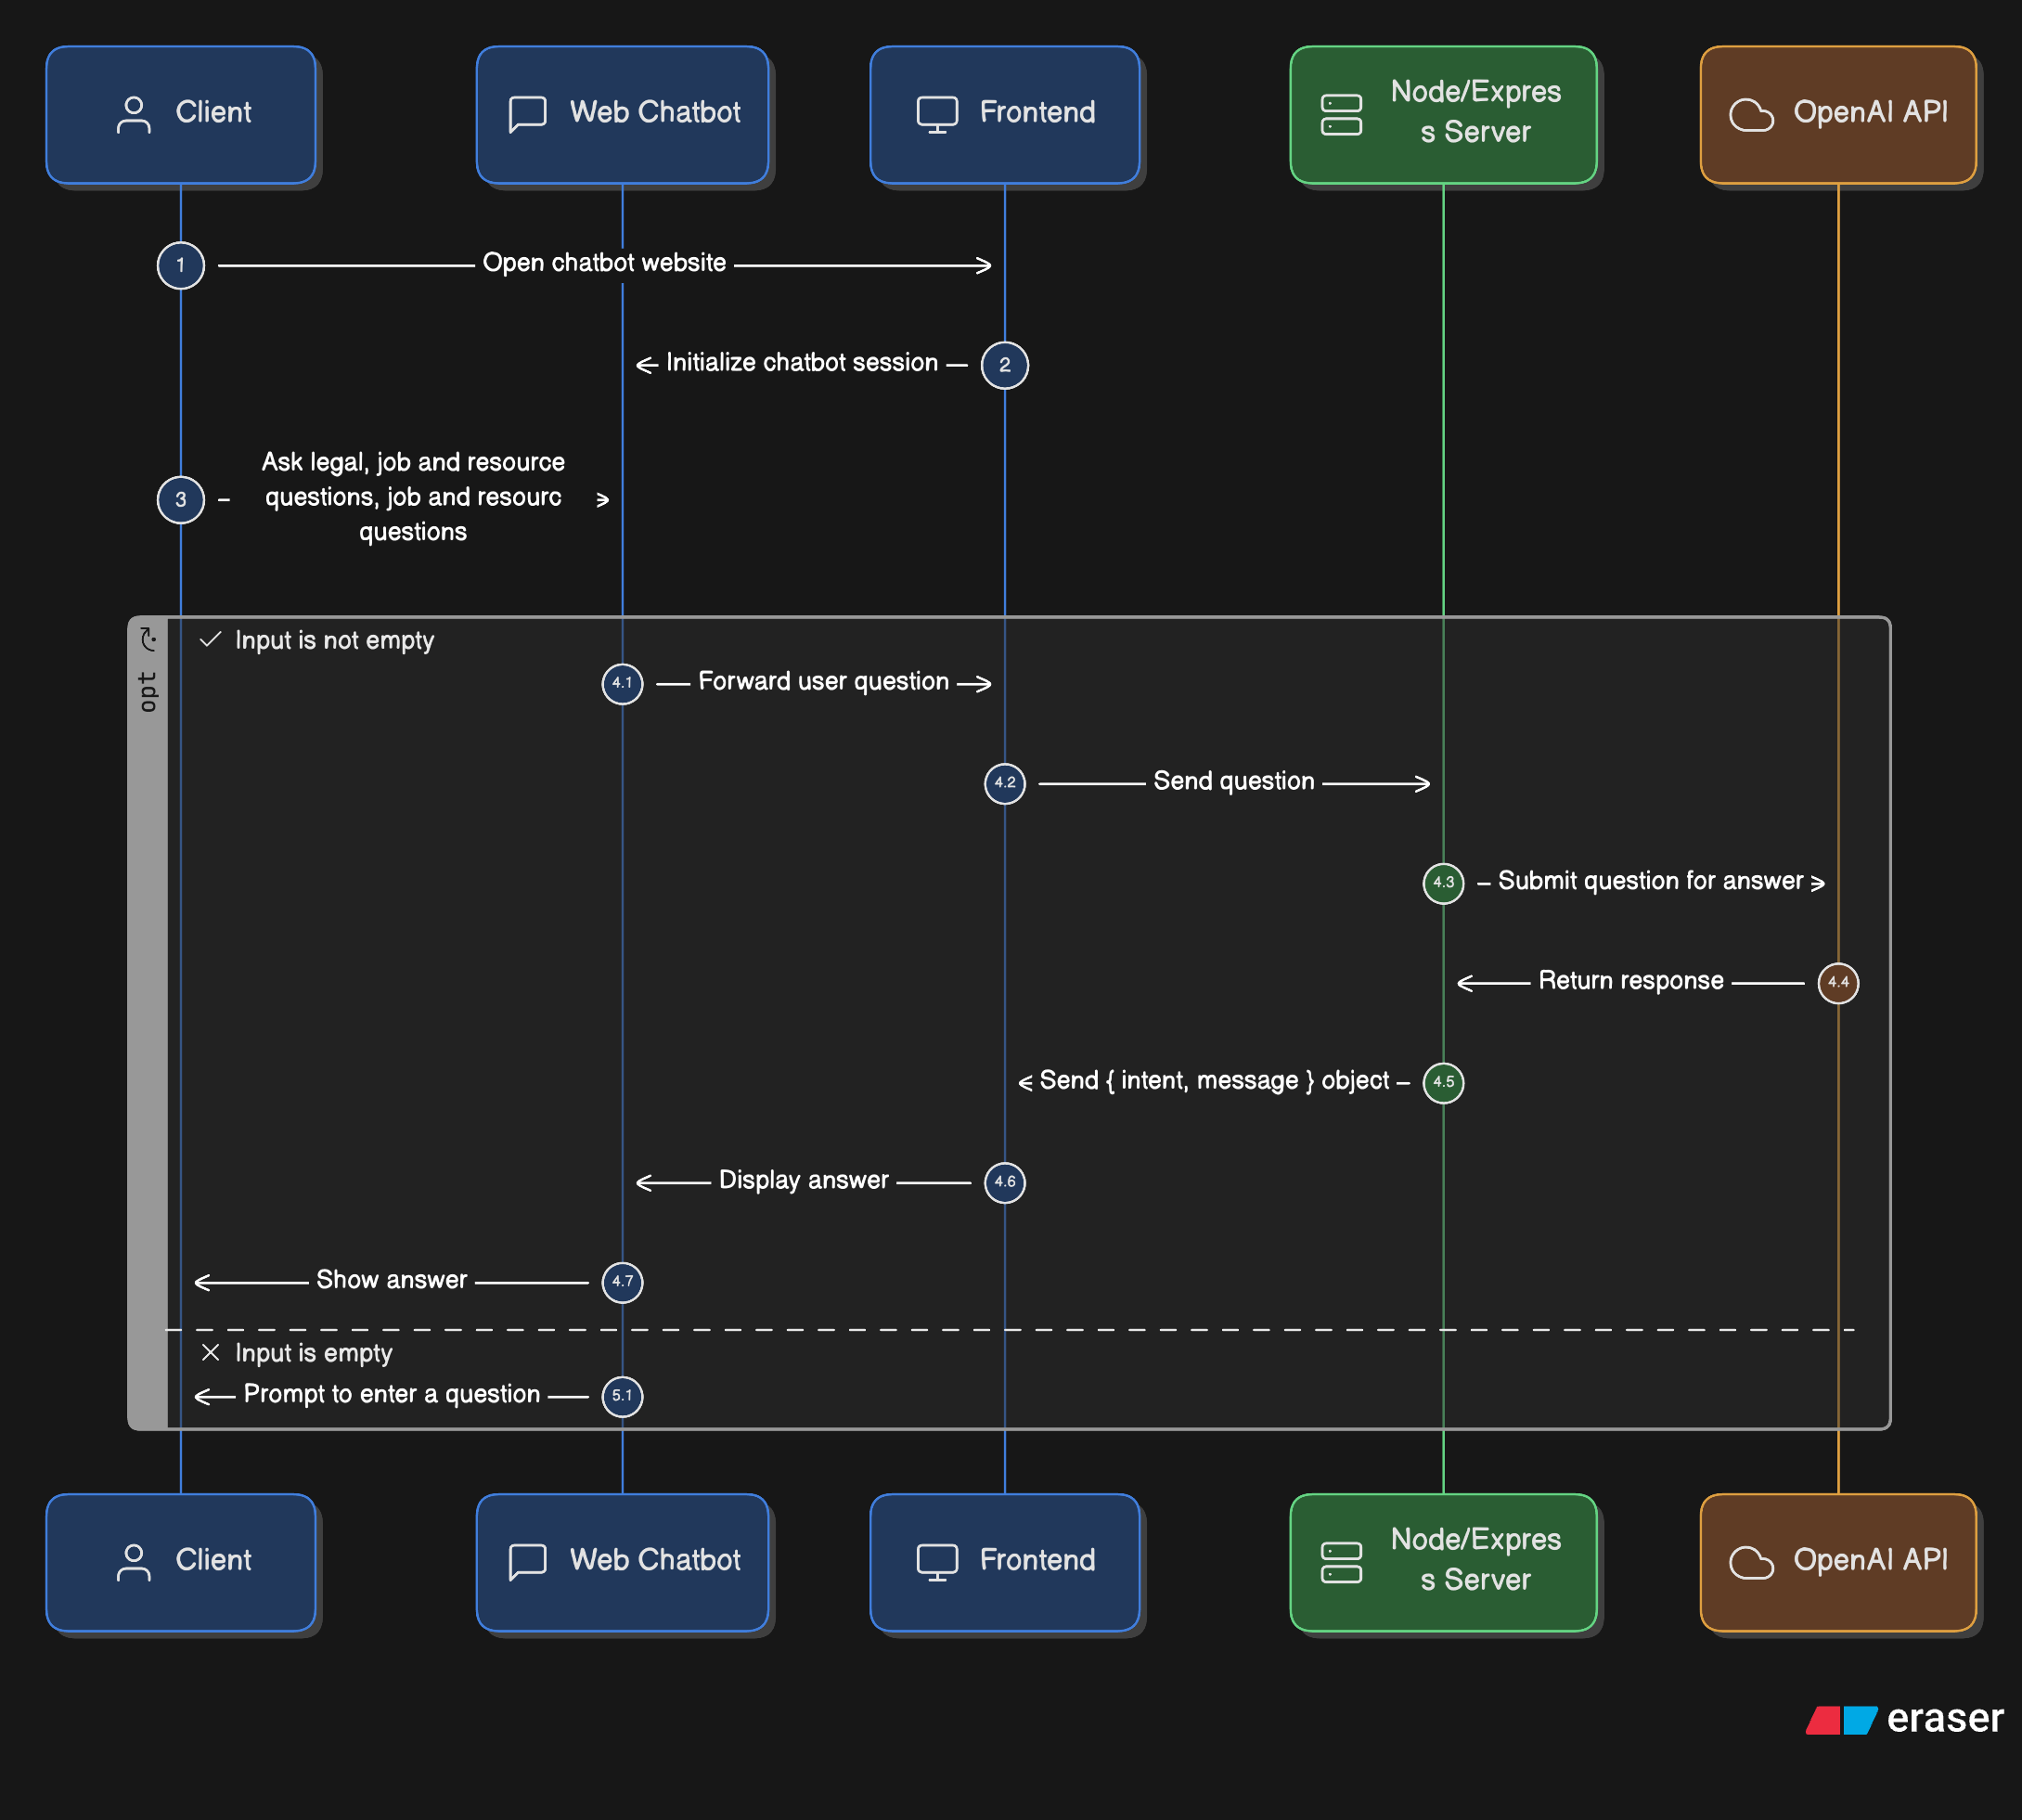 Client
Web Chatbot
Frontend
Node/Expres
s Server
OpenAI API
1
Open chatbot website
Initialize chatbot session
2
3
Ask legal, job and resource
questions, job and resourc
questions
opt
Input is not empty
4.1
Forward user question
4.2
Send question
4.3
Submit question for answer
Return response
4.4
Send { intent, message } object
4.5
Display answer
4.6
Show answer
4.7
Input is empty
Prompt to enter a question
5.1
Client
Web Chatbot
Frontend
Node/Expres
s Server
OpenAI API
eraser